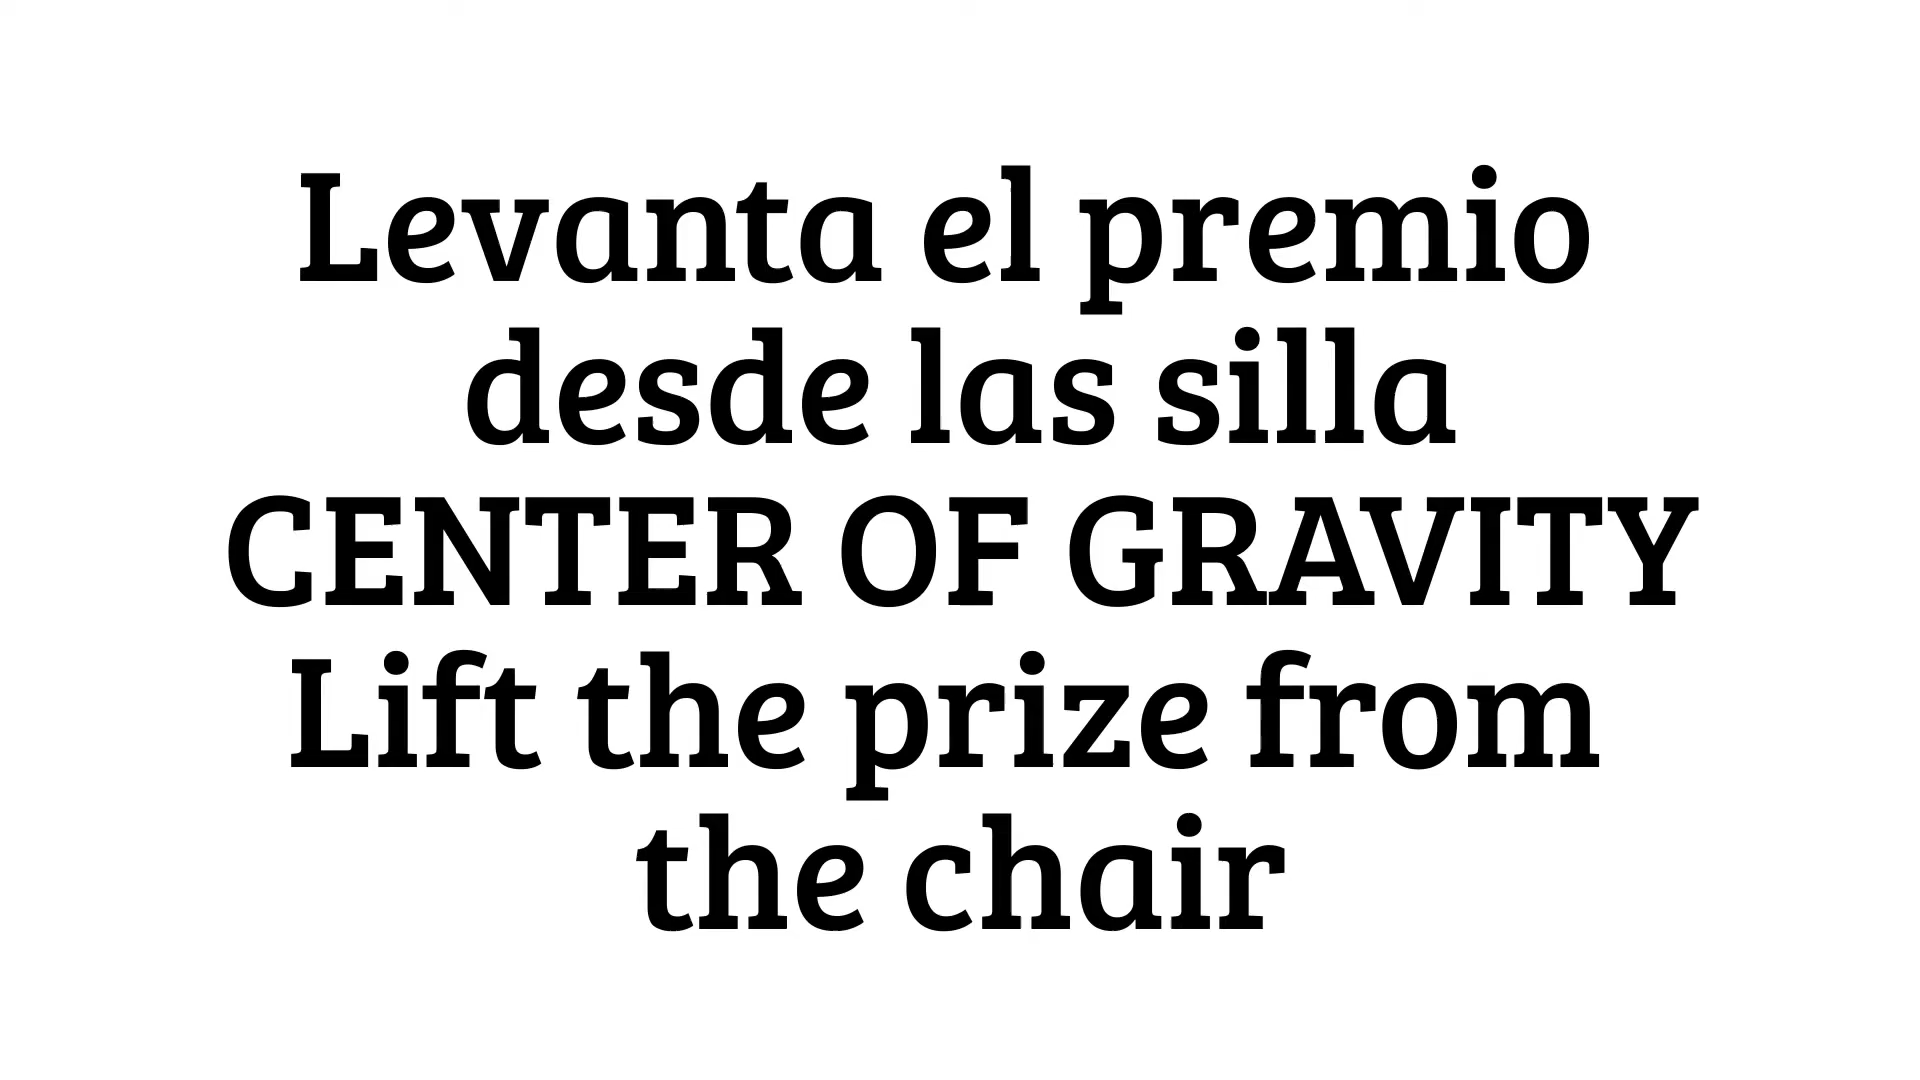 Levanta el premio
desde las silla
CENTER OF GRAVITY
Lift the prize from
the chair